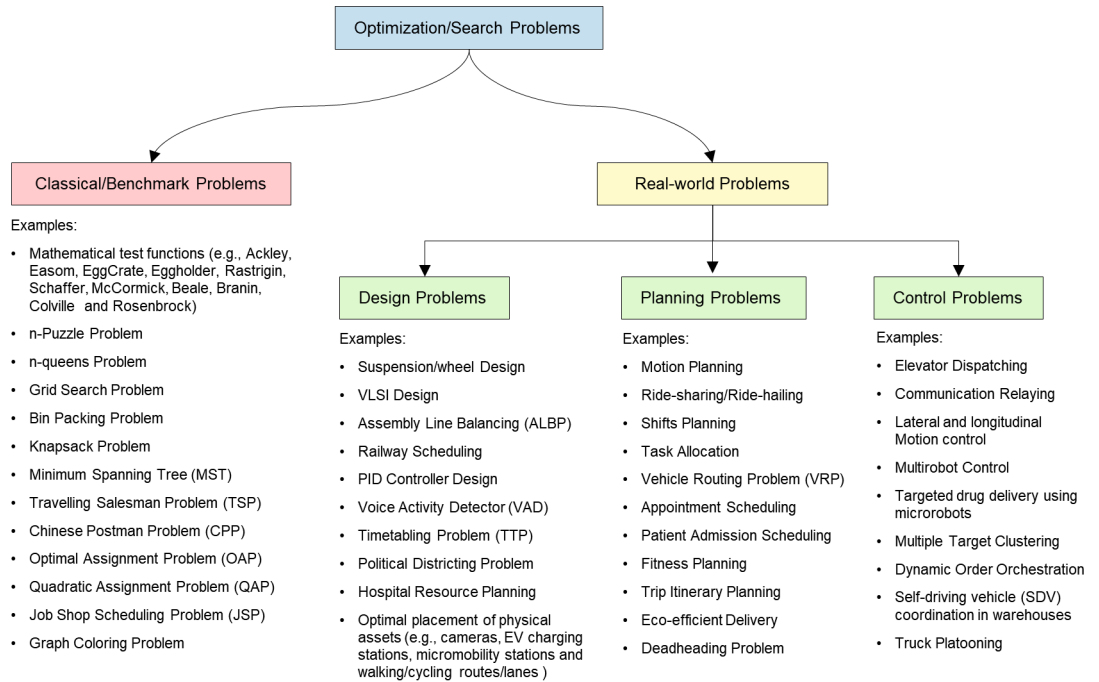 Optimization/Search Problems
Classical/Benchmark Problems
Examples:
• Mathematical test functions (e.g., Ackley,
Easom, EggCrate, Eggholder, Rastrigin,
Schaffer, McCormick, Beale, Branin,
Colville and Rosenbrock)
• n-Puzzle Problem
• n-queens Problem
• Grid Search Problem
• Bin Packing Problem
• Knapsack Problem
• Minimum Spanning Tree (MST)
• Travelling Salesman Problem (TSP)
• Chinese Postman Problem (CPP)
• Optimal Assignment Problem (OAP)
• Quadratic Assignment Problem (QAP)
• Job Shop Scheduling Problem (JSP)
• Graph Coloring Problem
Real-world Problems
Design Problems
Examples:
• Suspension/wheel Design
• VLSI Design
• Assembly Line Balancing (ALBP)
• Railway Scheduling
• PID Controller Design
• Voice Activity Detector (VAD)
• Timetabling Problem (TTP)
• Political Districting Problem
• Hospital Resource Planning
• Optimal placement of physical
assets (e.g., cameras, EV charging
stations, micromobility stations and
walking/cycling routes/lanes )
Planning Problems
Examples:
• Motion Planning
• Ride-sharing/Ride-hailing
• Shifts Planning
• Task Allocation
• Vehicle Routing Problem (VRP)
• Appointment Scheduling
• Patient Admission Scheduling
• Fitness Planning
• Trip Itinerary Planning
• Eco-efficient Delivery
• Deadheading Problem
Control Problems
Examples:
• Elevator Dispatching
• Communication Relaying
• Lateral and longitudinal
Motion control
• Multirobot Control
• Targeted drug delivery using
microrobots
• Multiple Target Clustering
• Dynamic Order Orchestration
• Self-driving vehicle (SDV)
coordination in warehouses
• Truck Platooning